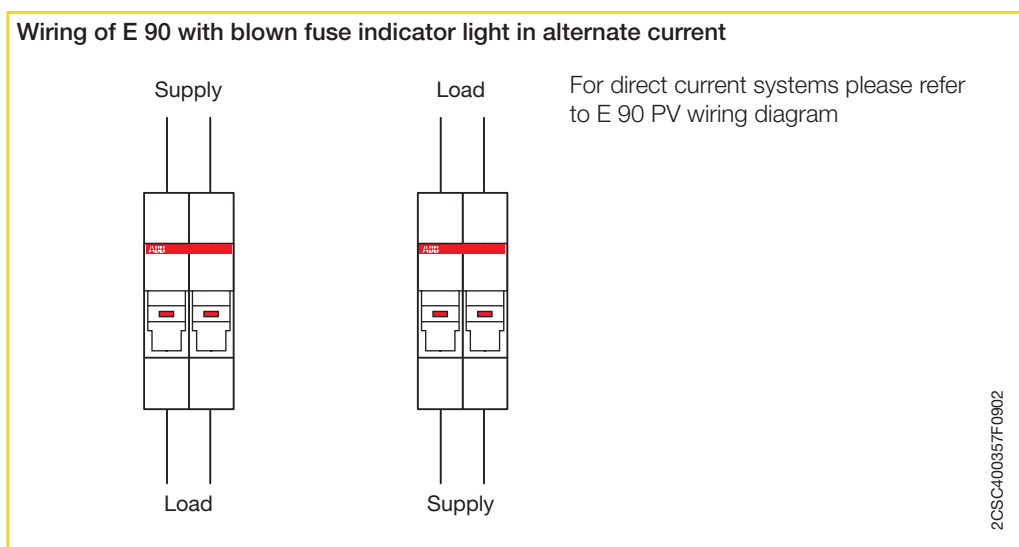 Wiring of E 90 with blown fuse indicator light in alternate current
Supply
Load
For direct current systems please refer
to E 90 PV wiring diagram
ABB
ABB
Load
Supply
2CSC400357F0902